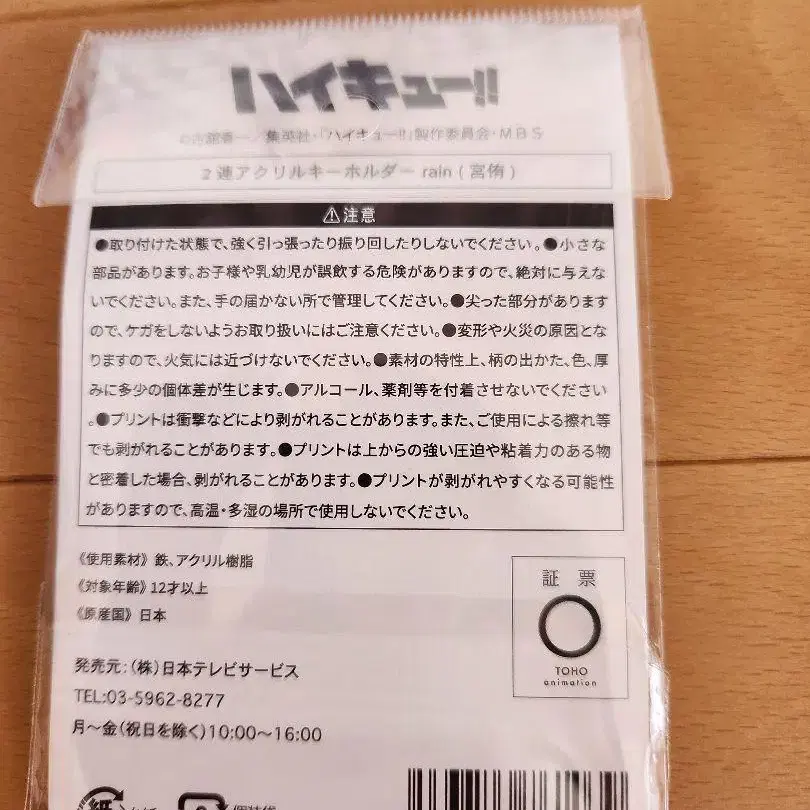 ハイキュー!!
©古舘春一/集英社・「ハイキュー!!」製作委員会・MBS
2連アクリルキーホルダー rain (宮侑)
⚠注意
●取り付けた状態で、強く引っ張ったり振り回したりしないでください。●小さな
部品があります。お子様や乳幼児が誤飲する危険がありますので、絶対に与えな
いでください。また、手の届かない所で管理してください。●尖った部分があります
ので、ケガをしないようお取り扱いにはご注意ください。●変形や火災の原因とな
りますので、火気には近づけないでください。●素材の特性上、柄の出かた、色、厚
みに多少の個体差が生じます。●アルコール、薬剤等を付着させないでください
。●プリントは衝撃などにより剥がれることがあります。また、ご使用による擦れ等
でも剥がれることがあります。●プリントは上からの強い圧迫や粘着力のある物
と密着した場合、剥がれることがあります。●プリントが剥がれやすくなる可能性
がありますので、高温・多湿の場所で使用しないでください。
《使用素材》 鉄、アクリル樹脂
《対象年齢》 12才以上
《原産国》 日本
証 票
TOHO
animation
発売元:(株)日本テレビサービス
TEL:03-5962-8277
月〜金(祝日を除く)10:00〜16:00
紙